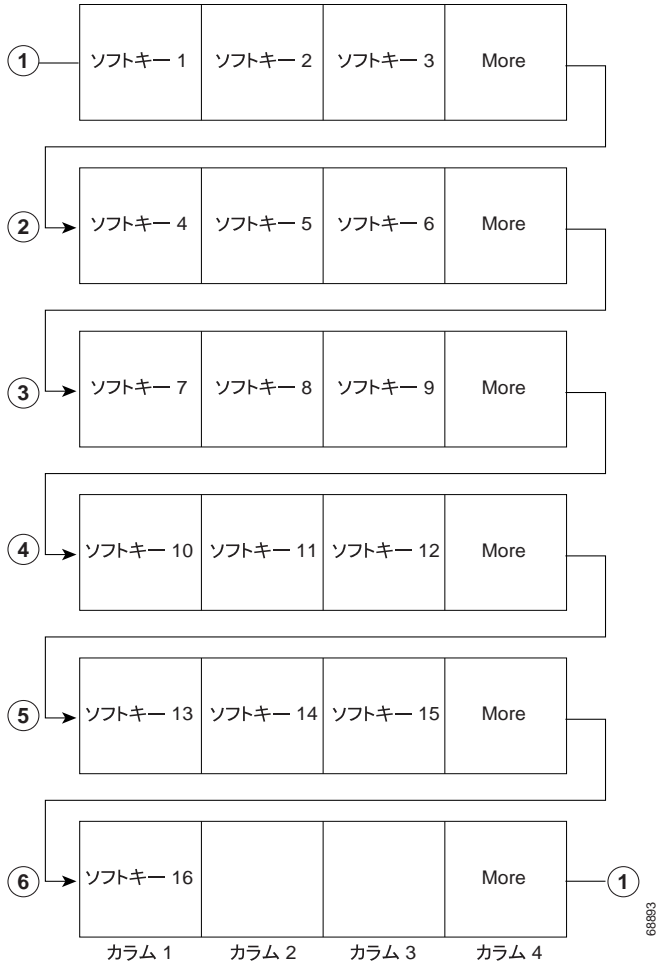 1 ソフトキー 1 ソフトキー 2 ソフトキー 3 More
2 ソフトキー 4 ソフトキー 5 ソフトキー 6 More
3 ソフトキー 7 ソフトキー 8 ソフトキー 9 More
4 ソフトキー 10 ソフトキー 11 ソフトキー 12 More
5 ソフトキー 13 ソフトキー 14 ソフトキー 15 More
6 ソフトキー 16 More 1
カラム 1 カラム 2 カラム 3 カラム 4
68893